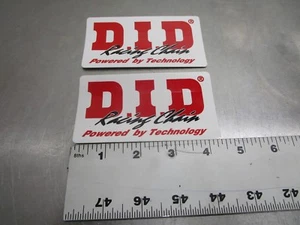 D.I.D®
Racing Chain
Powered by Technology
D.I.D®
Racing Chain
Powered by Technology
8ths 1 2 3 4 5 6
47 46 45 44 43 42